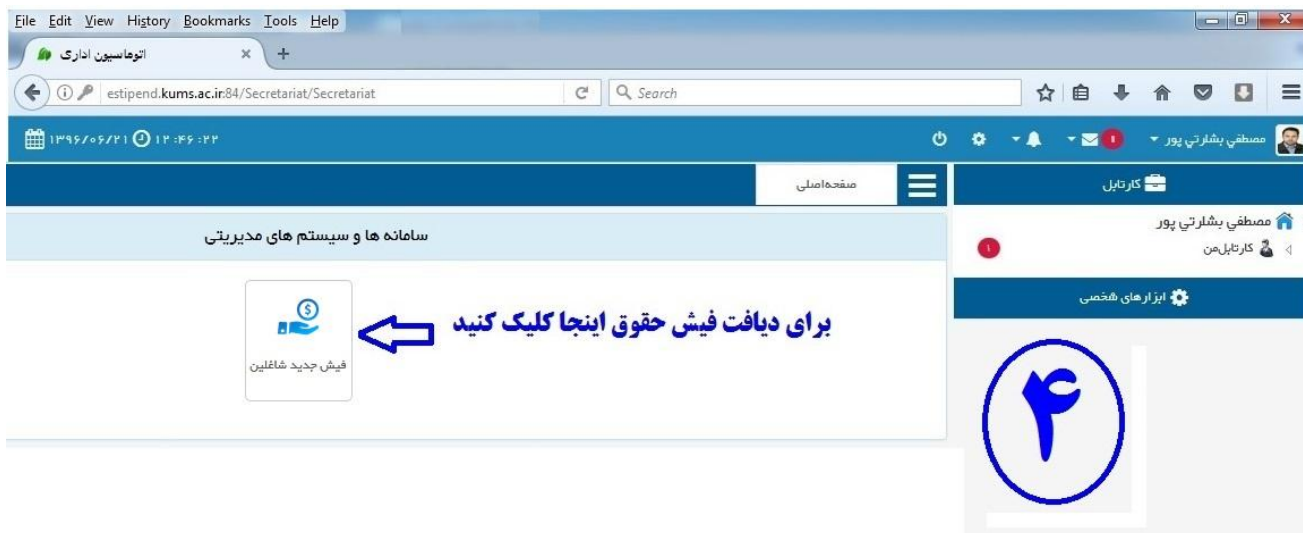 File Edit View History Bookmarks Tools Help
اتوماسیون اداری
estipend.kums.ac.ir:84/Secretariat/Secretariat
Search
۱۳۹۶/۰۶/۲۱ ۱۲:۴۶:۲۲
۱
مصطفي بشارتي پور
صفحه‌اصلی
کارتابل
سامانه ها و سیستم های مدیریتی
مصطفي بشارتي پور
کارتابل‌من
۱
ابزارهای شخصی
برای دیافت فیش حقوق اینجا کلیک کنید
فیش جدید شاغلین
۴